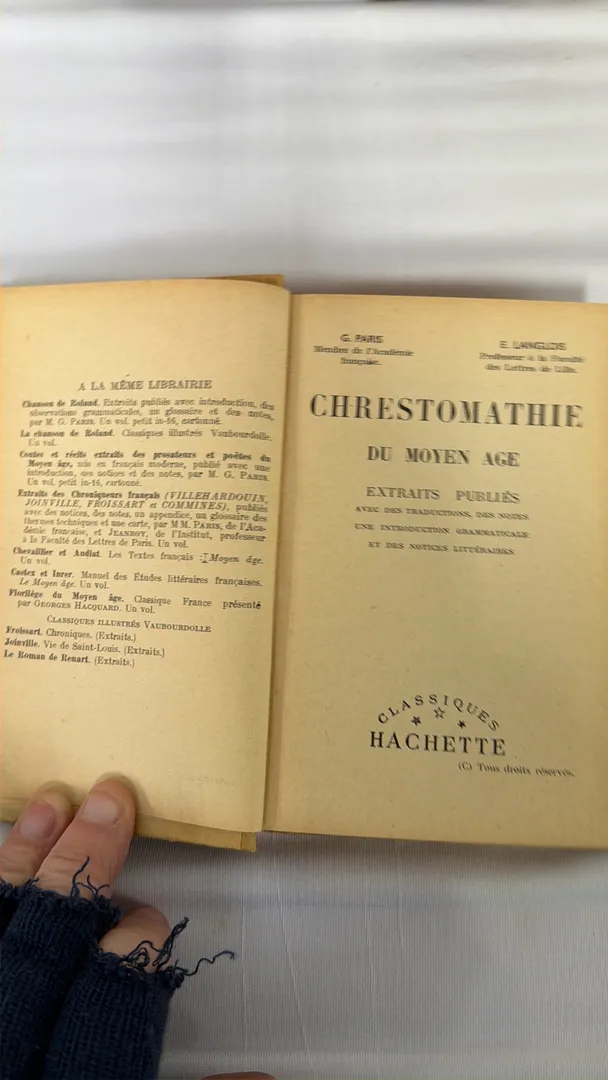 A LA MÊME LIBRAIRIE
Chanson de Roland. Extraits publiés avec introduction, des
observations grammaticales, un glossaire et des notes,
par M. G. PARIS. Un vol. petit in-16, cartonné.
La chanson de Roland. Classiques illustrés Vaubourdolle.
Un vol.
Contes et récits extraits des prosateurs et poètes du
Moyen âge, mis en français moderne, publié avec une
introduction, des notices et des notes, par M. G. PARIS.
Un vol. petit in-16, cartonné.
Extraits des Chroniqueurs français (VILLEHARDOUIN,
JOINVILLE, FROISSART et COMMINES), publiés
avec des notices, des notes, un appendice, un glossaire des
termes techniques et une carte, par MM. PARIS, de l'Aca-
démie française, et JEANROY, de l'Institut, professeur
à la Faculté des Lettres de Paris. Un vol.
Chevaillier et Audiat. Les Textes français : I Moyen âge.
Un vol.
Castex et Surer. Manuel des Études littéraires françaises.
Le Moyen âge. Un vol.
Florilège du Moyen âge. Classique France présenté
par GEORGES HACQUARD. Un vol.
CLASSIQUES ILLUSTRÉS VAUBOURDOLLE
Froissart. Chroniques. (Extraits.)
Joinville. Vie de Saint-Louis. (Extraits.)
Le Roman de Renart. (Extraits.)
G. PARIS
Membre de l'Académie
française.
E. LANGLOIS
Professeur à la Faculté
des Lettres de Lille.
CHRESTOMATHIE
DU MOYEN AGE
EXTRAITS PUBLIÉS
AVEC DES TRADUCTIONS, DES NOTES
UNE INTRODUCTION GRAMMATICALE
ET DES NOTICES LITTÉRAIRES
CLASSIQUES
HACHETTE
(C) Tous droits réservés.